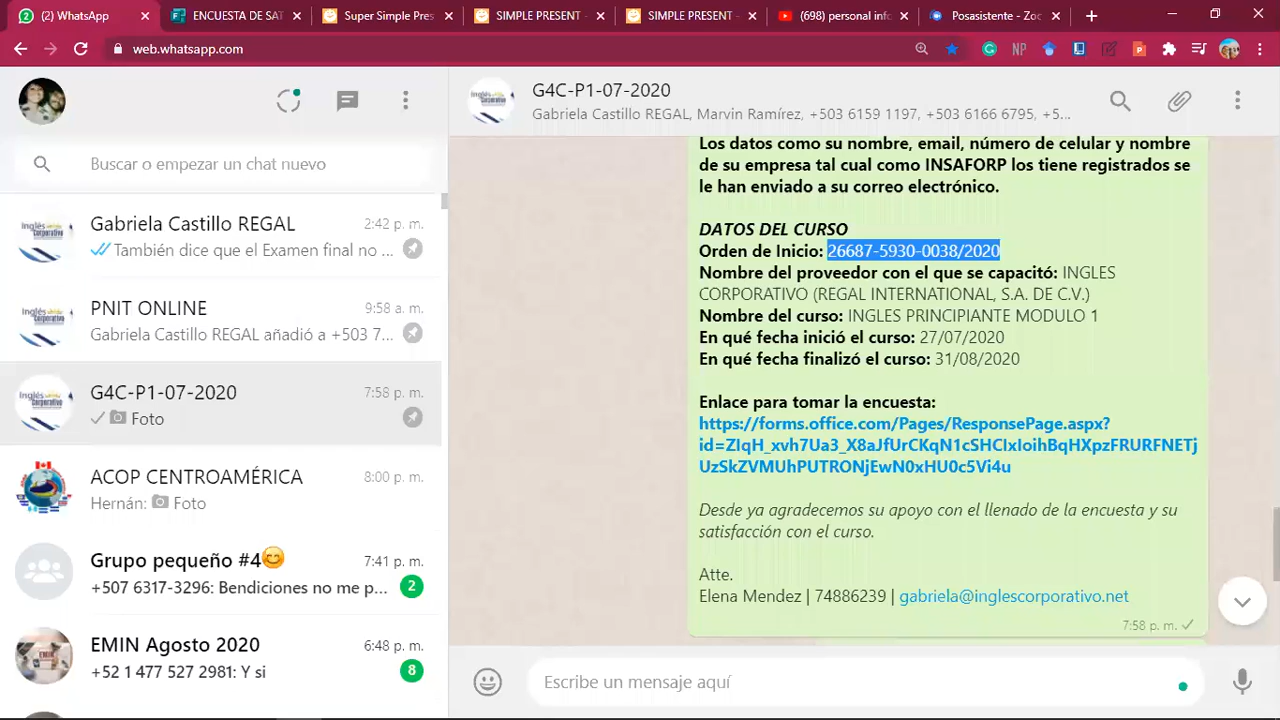 (2) WhatsApp
ENCUESTA DE SAT
Super Simple Pres
SIMPLE PRESENT -
SIMPLE PRESENT -
(698) personal info
Posasistente - Zoo
web.whatsapp.com
NP
G4C-P1-07-2020
Gabriela Castillo REGAL, Marvin Ramírez, +503 6159 1197, +503 6166 6795, +5...
Buscar o empezar un chat nuevo
Gabriela Castillo REGAL
2:42 p. m.
También dice que el Examen final no ...
PNIT ONLINE
9:58 a. m.
Gabriela Castillo REGAL añadió a +503 7...
G4C-P1-07-2020
7:58 p. m.
Foto
ACOP CENTROAMÉRICA
8:00 p. m.
Hernán: Foto
Grupo pequeño #4😊
7:41 p. m.
+507 6317-3296: Bendiciones no me p...
2
EMIN Agosto 2020
6:48 p. m.
+52 1 477 527 2981: Y si
8
Los datos como su nombre, email, número de celular y nombre
de su empresa tal cual como INSAFORP los tiene registrados se
le han enviado a su correo electrónico.
DATOS DEL CURSO
Orden de Inicio: 26687-5930-0038/2020
Nombre del proveedor con el que se capacitó: INGLES
CORPORATIVO (REGAL INTERNATIONAL, S.A. DE C.V.)
Nombre del curso: INGLES PRINCIPIANTE MODULO 1
En qué fecha inició el curso: 27/07/2020
En qué fecha finalizó el curso: 31/08/2020
Enlace para tomar la encuesta:
https://forms.office.com/Pages/ResponsePage.aspx?
id=ZIqH_xvh7Ua3_X8aJfUrCKqN1cSHCIxIoihBqHXpzFRURFNETj
UzSkZVMUhPUTRONjEwN0xHU0c5Vi4u
Desde ya agradecemos su apoyo con el llenado de la encuesta y su
satisfacción con el curso.
Atte.
Elena Mendez | 74886239 | gabriela@inglescorporativo.net
7:58 p. m.
Escribe un mensaje aquí